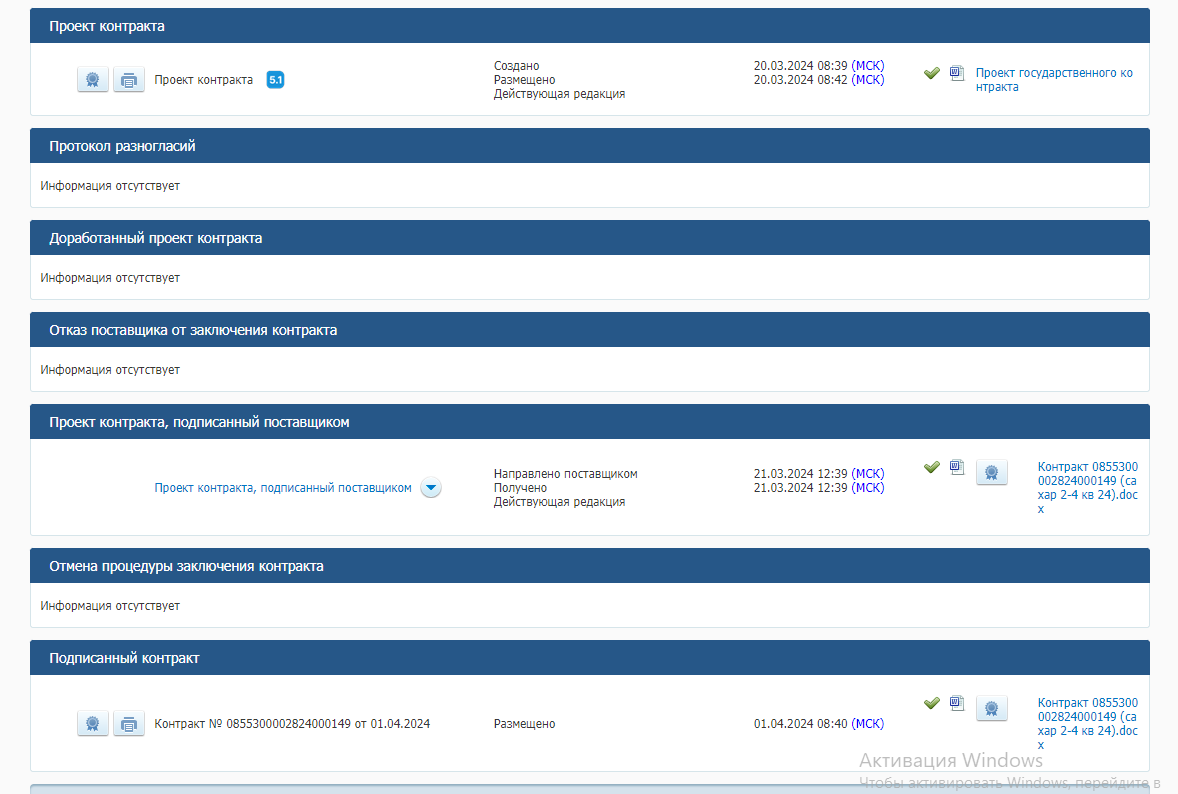 Проект контракта
Проект контракта 5.1
Создано 20.03.2024 08:39 (МСК)
Размещено 20.03.2024 08:42 (МСК)
Действующая редакция
Проект государственного ко
нтракта
Протокол разногласий
Информация отсутствует
Доработанный проект контракта
Информация отсутствует
Отказ поставщика от заключения контракта
Информация отсутствует
Проект контракта, подписанный поставщиком
Проект контракта, подписанный поставщиком
Направлено поставщиком 21.03.2024 12:39 (МСК)
Получено 21.03.2024 12:39 (МСК)
Действующая редакция
Контракт 0855300
002824000149 (са
хар 2-4 кв 24).doc
x
Отмена процедуры заключения контракта
Информация отсутствует
Подписанный контракт
Контракт № 0855300002824000149 от 01.04.2024 Размещено 01.04.2024 08:40 (МСК)
Контракт 0855300
002824000149 (са
хар 2-4 кв 24).doc
x
Активация Windows
Чтобы активировать Windows, перейдите в